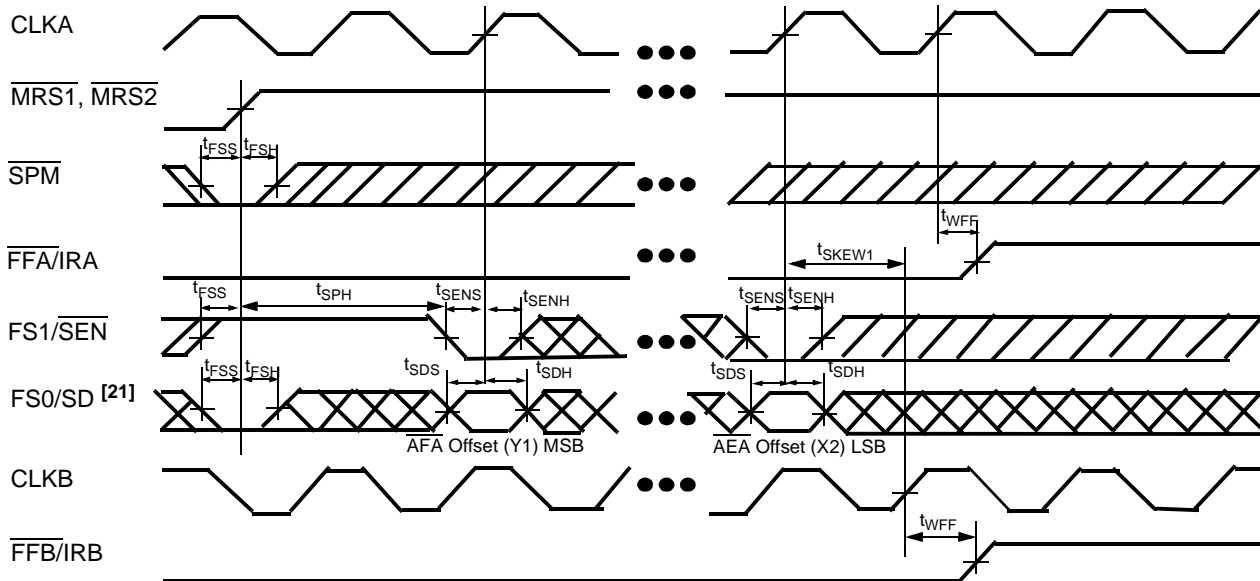 CLKA
MRS1, MRS2
tFSS tFSH
SPM
tWFF
FFA/IRA
tSKEW1
tFSS tSPH tSENS tSENH tSENS tSENH
FS1/SEN
tFSS tFSH tSDS tSDH tSDS tSDH
FS0/SD [21]
AFA Offset (Y1) MSB AEA Offset (X2) LSB
CLKB
tWFF
FFB/IRB